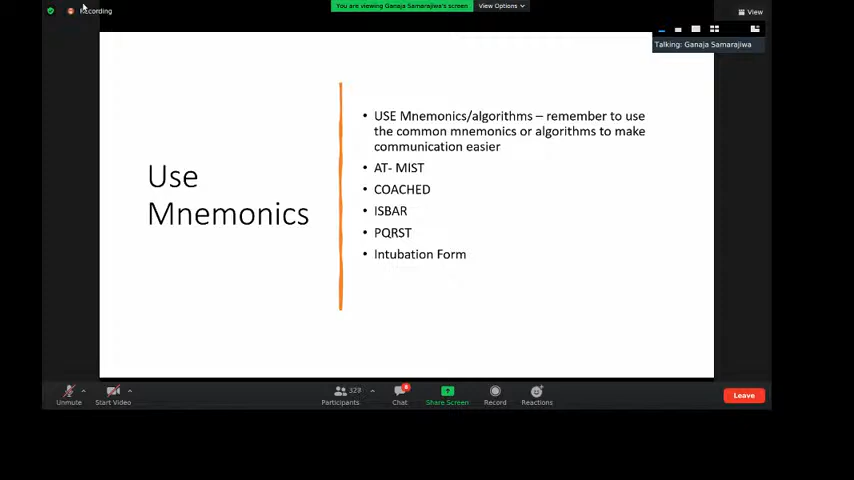 Recording
You are viewing Ganaja Samarajiwa's screen
View Options
View
Talking: Ganaja Samarajiwa
Use
Mnemonics
• USE Mnemonics/algorithms – remember to use
the common mnemonics or algorithms to make
communication easier
• AT- MIST
• COACHED
• ISBAR
• PQRST
• Intubation Form
Unmute
Start Video
Participants
Chat
Share Screen
Record
Reactions
Leave